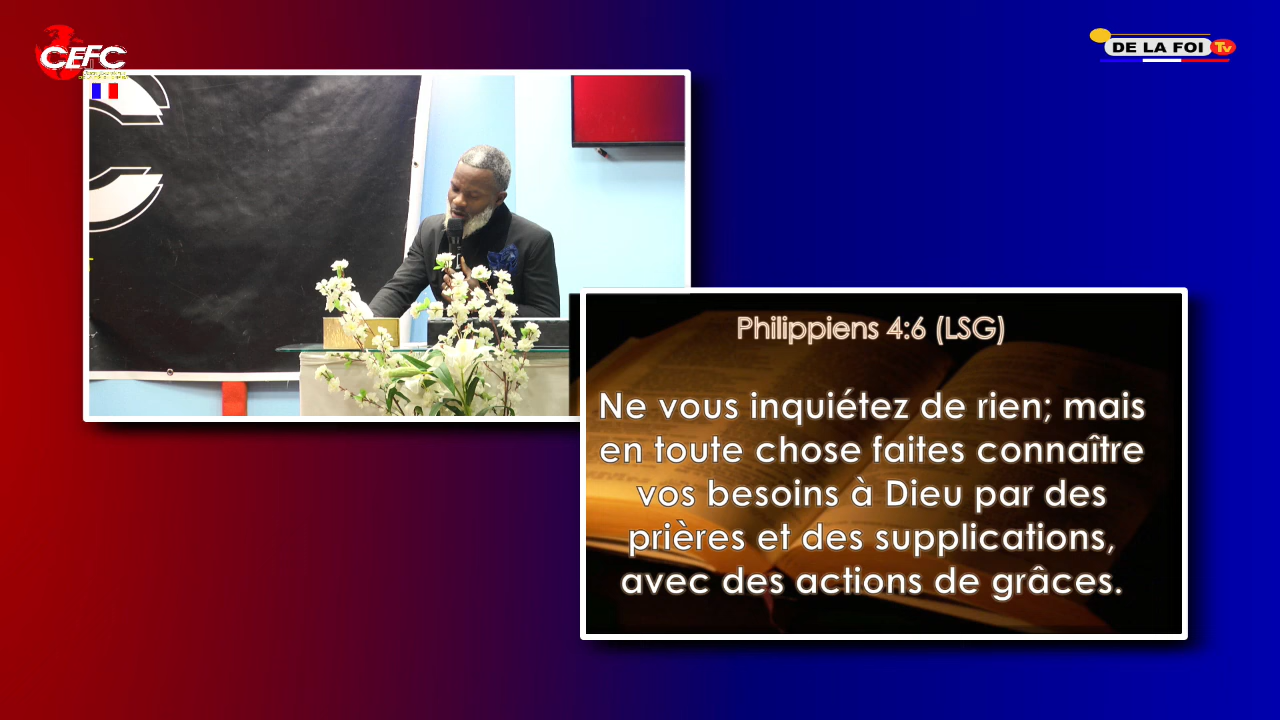 CEFC
DE LA FOI Tv
C
Philippiens 4:6 (LSG)
Ne vous inquiétez de rien; mais
en toute chose faites connaître
vos besoins à Dieu par des
prières et des supplications,
avec des actions de grâces.